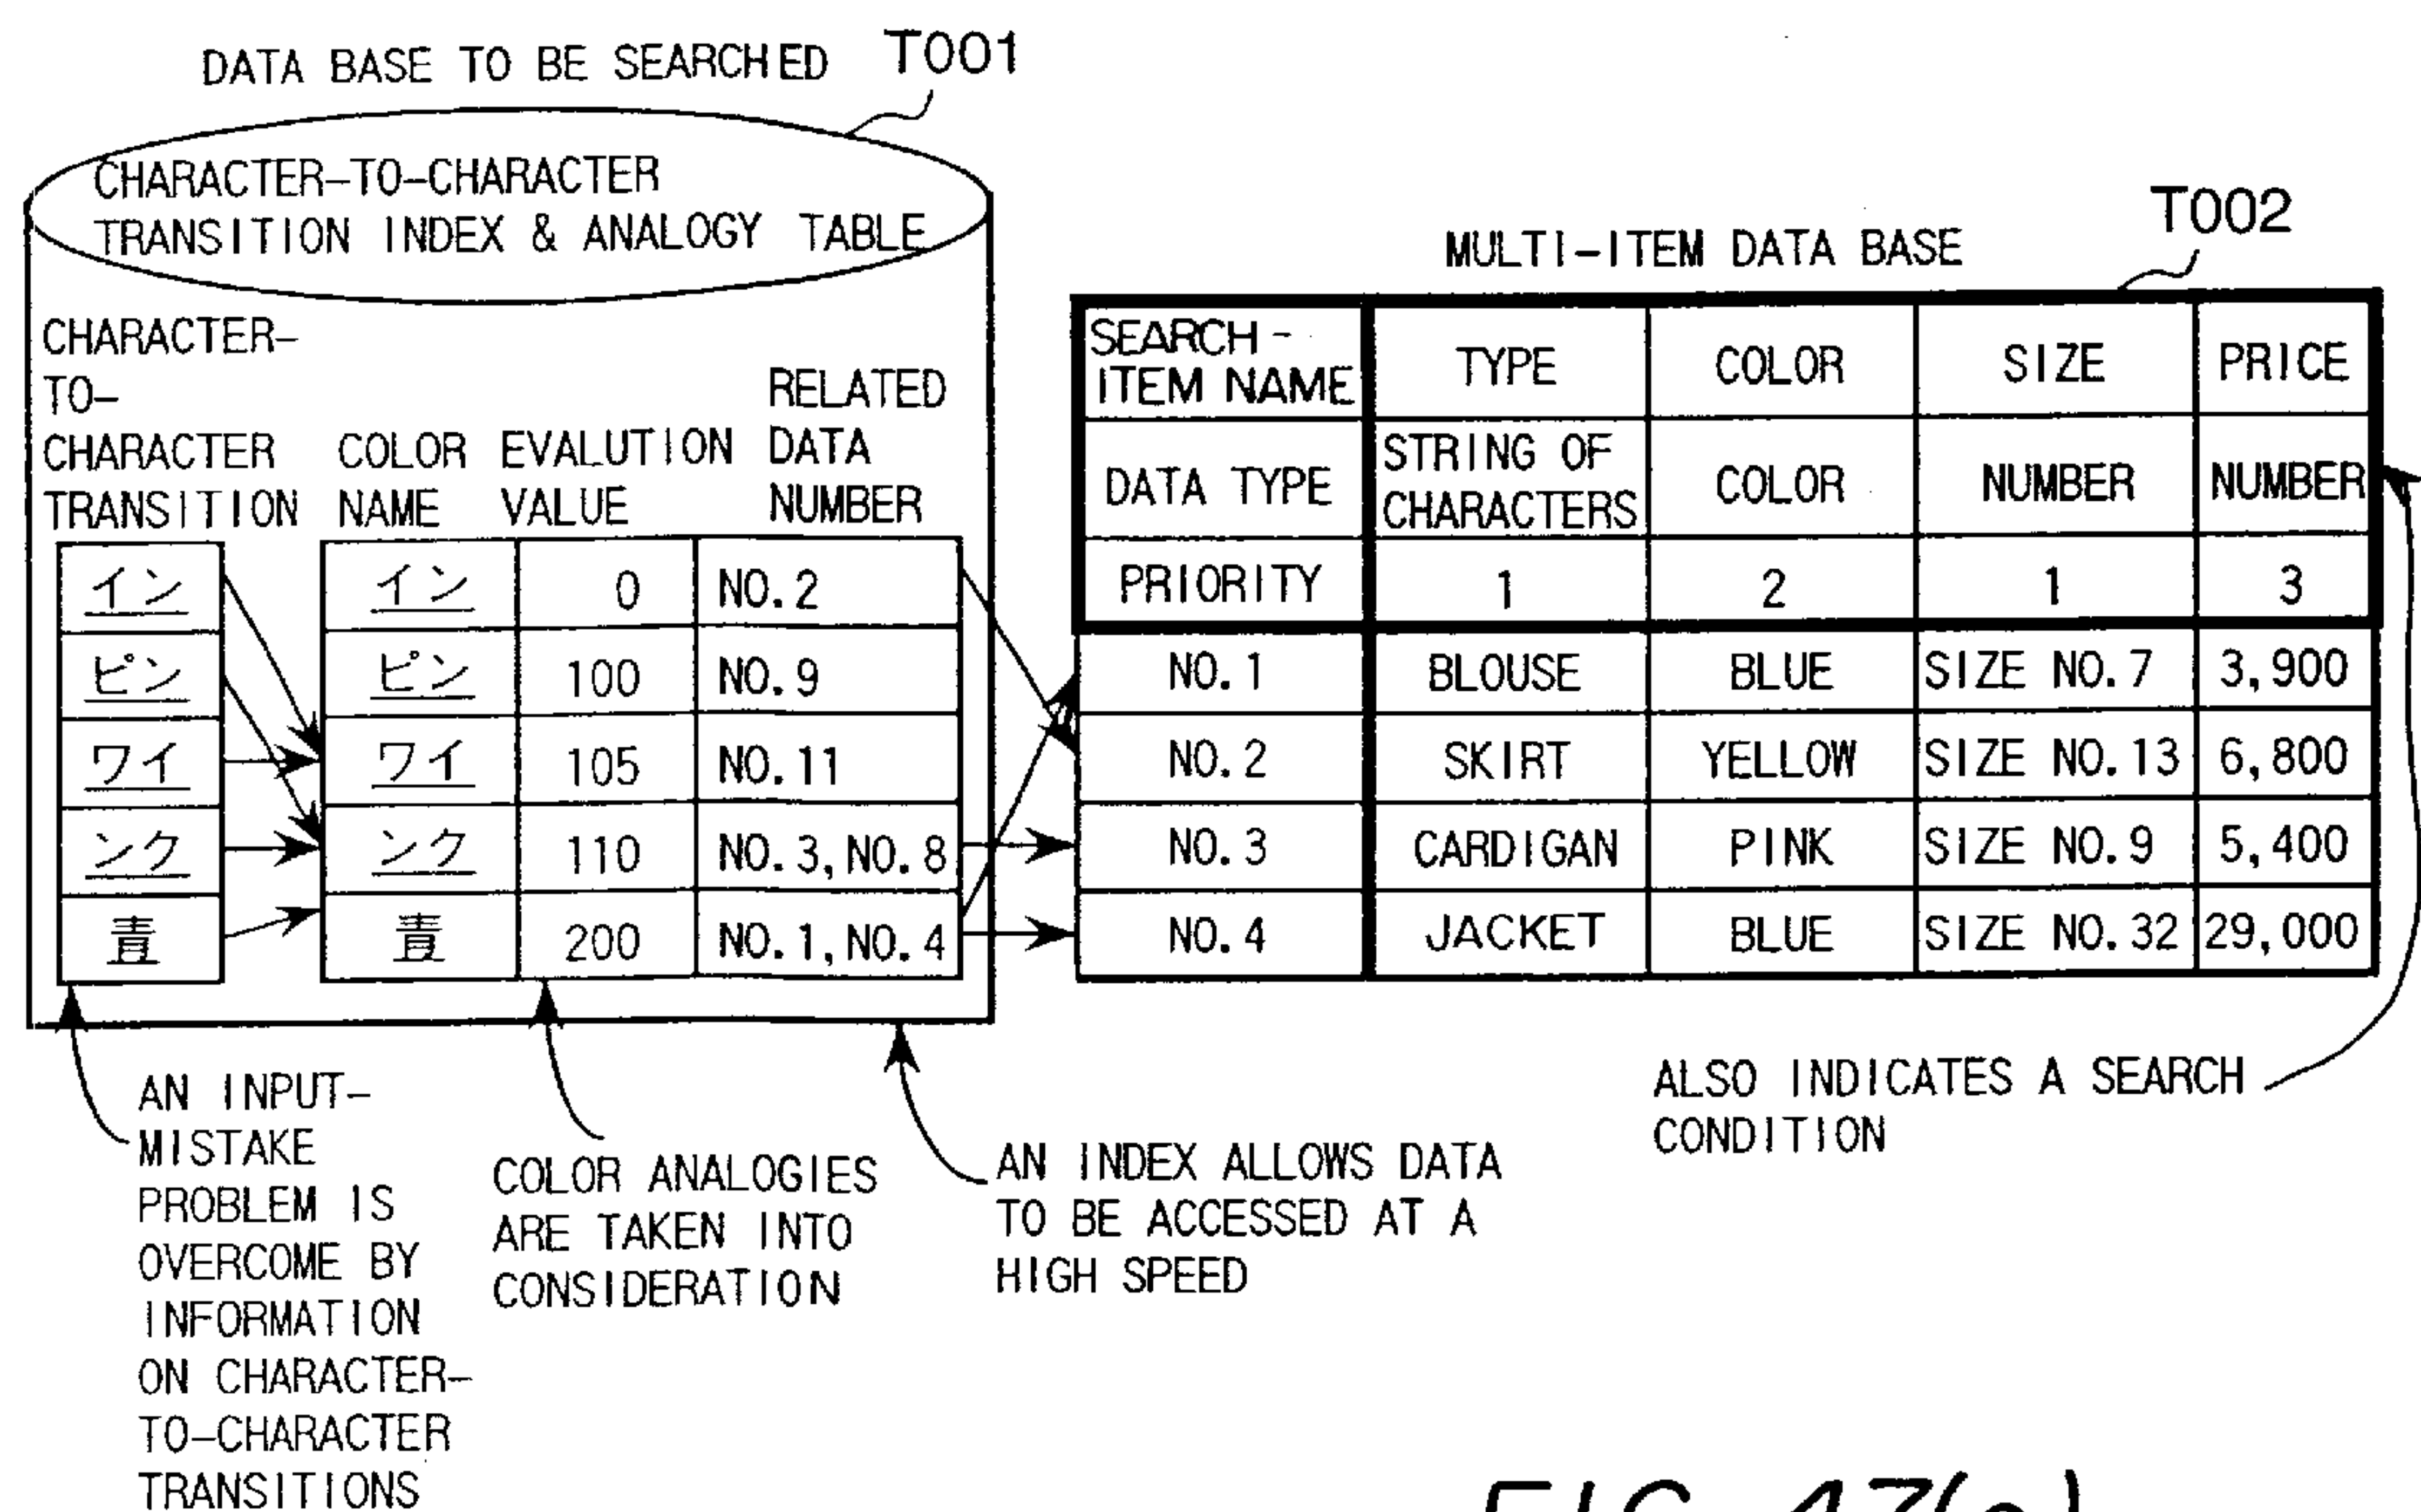 DATA BASE TO BE SEARCHED T001
CHARACTER-TO-CHARACTER
TRANSITION INDEX & ANALOGY TABLE
CHARACTER-
TO-
CHARACTER
TRANSITION
COLOR
NAME
EVALUTION
VALUE
RELATED
DATA
NUMBER
イン イン 0 NO.2
ピン ピン 100 NO.9
ワイ ワイ 105 NO.11
ンク ンク 110 NO.3, NO.8
青 青 200 NO.1, NO.4
AN INPUT-
MISTAKE
PROBLEM IS
OVERCOME BY
INFORMATION
ON CHARACTER-
TO-CHARACTER
TRANSITIONS
COLOR ANALOGIES
ARE TAKEN INTO
CONSIDERATION
AN INDEX ALLOWS DATA
TO BE ACCESSED AT A
HIGH SPEED
T002
MULTI-ITEM DATA BASE
SEARCH-
ITEM NAME
TYPE COLOR SIZE PRICE
DATA TYPE
STRING OF
CHARACTERS
COLOR NUMBER NUMBER
PRIORITY 1 2 1 3
NO.1 BLOUSE BLUE SIZE NO.7 3,900
NO.2 SKIRT YELLOW SIZE NO.13 6,800
NO.3 CARDIGAN PINK SIZE NO.9 5,400
NO.4 JACKET BLUE SIZE NO.32 29,000
ALSO INDICATES A SEARCH
CONDITION